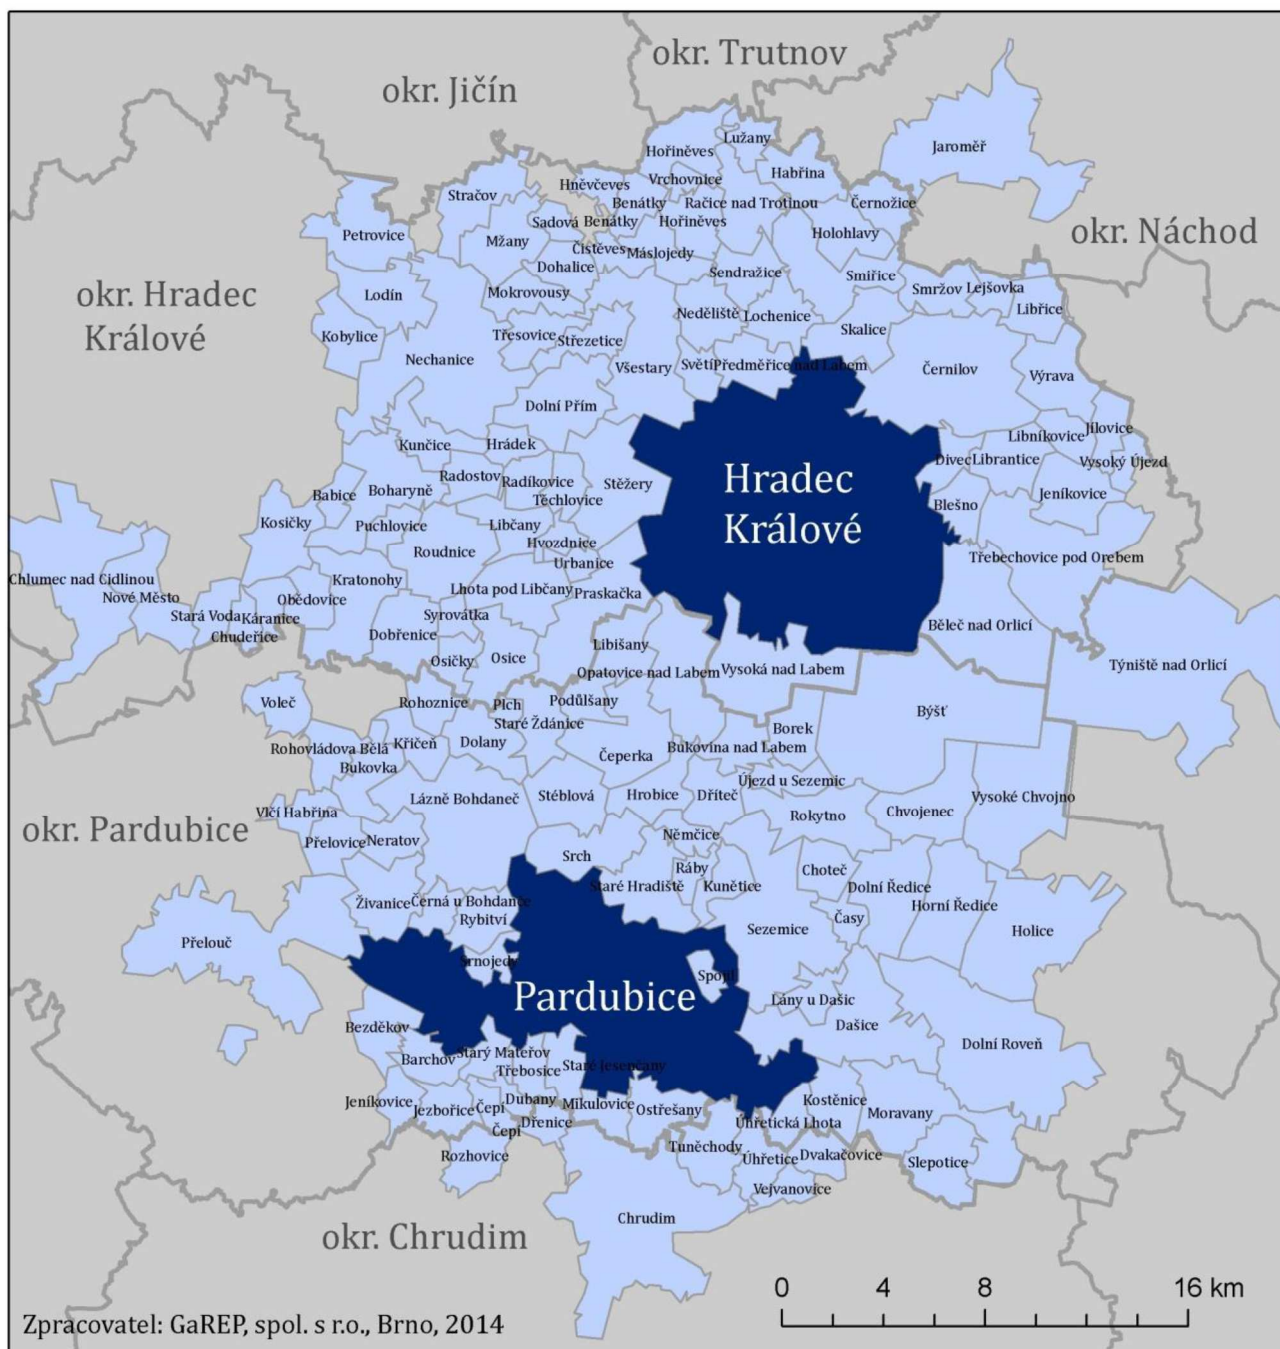 okr. Trutnov
okr. Jičín
Lužany
Jaroměř
Hořiněves
Habřina
Vrchovnice
Hněvčeves
Stračov
Benátky
Račice nad Trotinou
Černožice
Sadová
Benátky
Hořiněves
Petrovice
Mžany
Holohlavy
okr. Náchod
Čistěves
Máslojedy
Dohalice
Sendražice
Smiřice
okr. Hradec
Králové
Lodín
Mokrovousy
Smržov
Lejšovka
Libřice
Neděliště
Lochenice
Kobylice
Třesovice
Střezetice
Skalice
Nechanice
Všestary
Světí
Předměřice nad Labem
Černilov
Výrava
Dolní Přím
Jílovice
Kunčice
Hrádek
Libníkovice
Divec
Librantice
Vysoký Újezd
Radostov
Radíkovice
Stěžery
Hradec
Králové
Babice
Boharyně
Těchlovice
Jeníkovice
Blešno
Kosičky
Puchlovice
Libčany
Hvozdnice
Roudnice
Třebechovice pod Orebem
Urbanice
Chlumec nad Cidlinou
Kratonohy
Lhota pod Libčany
Praskačka
Nové Město
Obědovice
Stará Voda
Káranice
Syrovátka
Chudeřice
Dobřenice
Běleč nad Orlicí
Libišany
Osičky
Osice
Týniště nad Orlicí
Opatovice nad Labem
Vysoká nad Labem
Voleč
Rohoznice
Plch
Podůlšany
Býšť
Staré Ždánice
Borek
Rohovládova Bělá
Křičeň
Dolany
Bukovina nad Labem
Čeperka
Bukovka
Újezd u Sezemic
Lázně Bohdaneč
Stéblová
Hrobice
Dříteč
Vysoké Chvojno
Vlčí Habřina
Rokytno
Chvojenec
okr. Pardubice
Přelovice
Neratov
Němčice
Srch
Ráby
Choteč
Staré Hradiště
Kunětice
Dolní Ředice
Živanice
Černá u Bohdanče
Horní Ředice
Rybitví
Časy
Sezemice
Holice
Přelouč
Srnojedy
Spojil
Pardubice
Lány u Dašic
Bezděkov
Dašice
Dolní Roveň
Barchov
Starý Mateřov
Třebosice
Staré Jesenčany
Jeníkovice
Jezbořice
Čepí
Dubany
Mikulovice
Ostřešany
Kostěnice
Moravany
Čepí
Dřenice
Úhřetická Lhota
Tuněchody
Rozhovice
Úhřetice
Dvakačovice
Slepotice
Vejvanovice
Chrudim
okr. Chrudim
0 4 8 16 km
Zpracovatel: GaREP, spol. s r.o., Brno, 2014